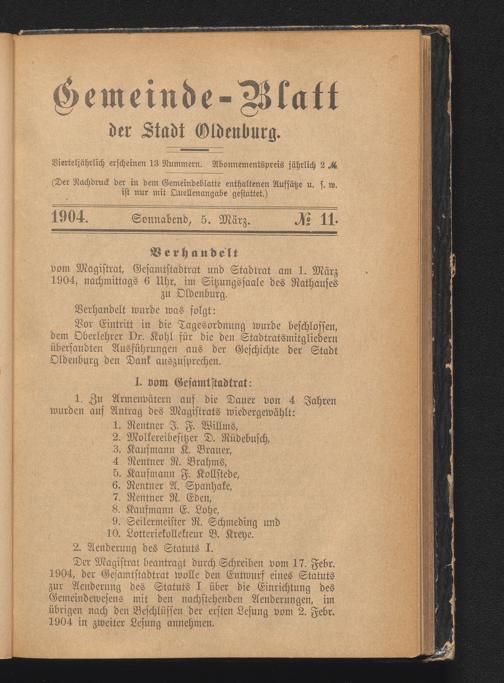 Gemeinde-Blatt
der Stadt Oldenburg.
Vierteljährlich erscheinen 13 Nummern. Abonnementspreis jährlich 2 ℳ
(Der Nachdruck der in dem Gemeindeblatte enthaltenen Aufsätze u. s. w.
ist nur mit Quellenangabe gestattet.)
1904. Sonnabend, 5. März. № 11.
Verhandelt
vom Magistrat, Gesamtstadtrat und Stadtrat am 1. März
1904, nachmittags 6 Uhr, im Sitzungssaale des Rathauses
zu Oldenburg.
Verhandelt wurde was folgt:
Vor Eintritt in die Tagesordnung wurde beschlossen,
dem Oberlehrer Dr. Kohl für die den Stadtratsmitgliedern
übersandten Ausführungen aus der Geschichte der Stadt
Oldenburg den Dank auszusprechen.
I. vom Gesamtstadtrat:
1. Zu Armenvätern auf die Dauer von 4 Jahren
wurden auf Antrag des Magistrats wiedergewählt:
1. Rentner J. F. Willms,
2. Molkereibesitzer D. Rüdebusch,
3. Kaufmann K. Brauer,
4 Rentner R. Brahms,
5. Kaufmann F. Kollstede,
6. Rentner A. Spanhake,
7. Rentner R. Eden,
8. Kaufmann E. Lohe,
9. Seilermeister R. Schmeding und
10. Lotteriekollekteur B. Kreye.
2. Aenderung des Statuts I.
Der Magistrat beantragt durch Schreiben vom 17. Febr.
1904, der Gesamtstadtrat wolle den Entwurf eines Statuts
zur Aenderung des Statuts I über die Einrichtung des
Gemeindewesens mit den nachstehenden Aenderungen, im
übrigen nach den Beschlüssen der ersten Lesung vom 2. Febr.
1904 in zweiter Lesung annehmen.